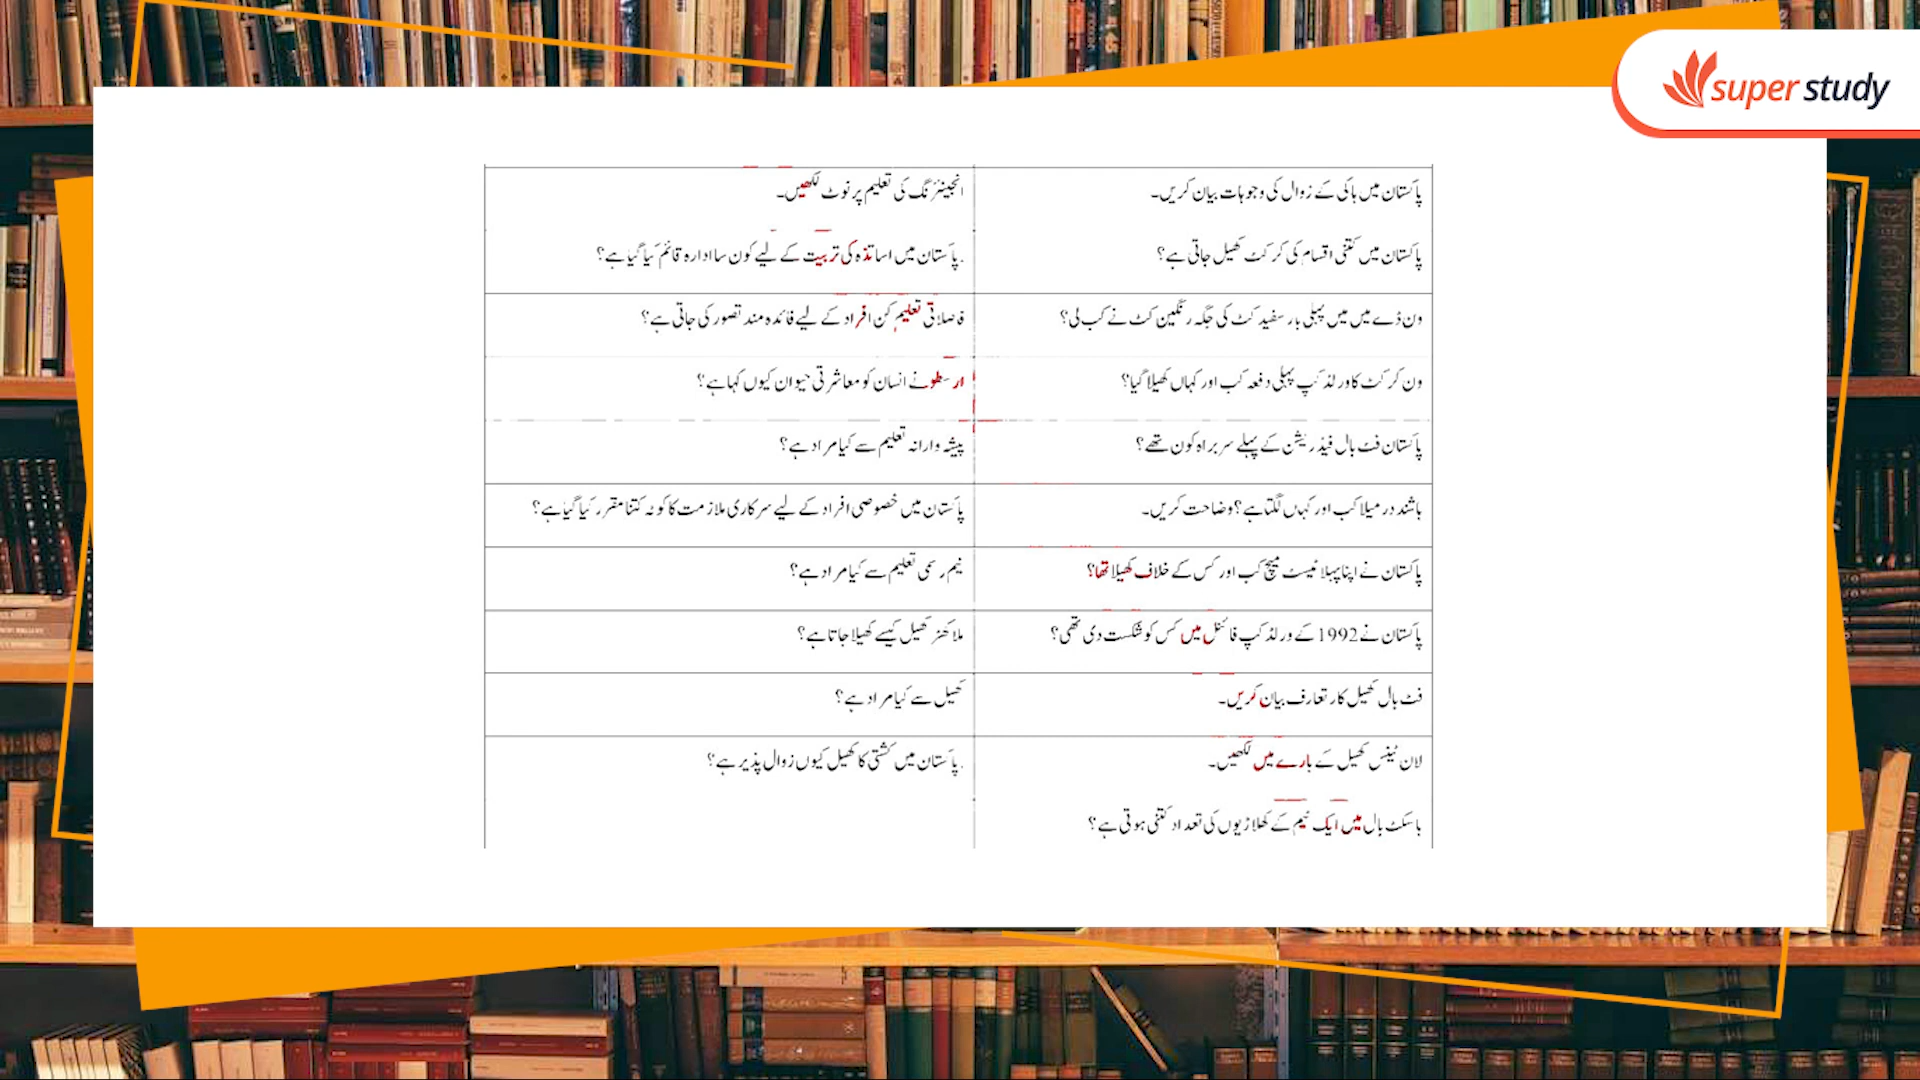 super study
پاکستان میں ہاکی کے زوال کی وجوہات بیان کریں۔
انجینئرنگ کی تعلیم پر نوٹ لکھیں۔
پاکستان میں کتنی اقسام کی کرکٹ کھیل جاتی ہے؟
.پاکستان میں اساتذہ کی تربیت کے لیے کون سا ادارہ قائم کیا گیا ہے؟
ون ڈے میں میں پہلی بار سفید کٹ کی جگہ رنگین کٹ نے کب لی؟
فاصلاتی تعلیم کن افراد کے لیے فائدہ مند تصور کی جاتی ہے؟
ون کرکٹ کا ورلڈ کپ پہلی دفعہ کب اور کہاں کھیلا گیا؟
ارسطو نے انسان کو معاشرتی حیوان کیوں کہا ہے؟
پاکستان فٹ بال فیڈریشن کے پہلے سربراہ کون تھے؟
پیشہ وارانہ تعلیم سے کیا مراد ہے؟
باشندر میلا کب اور کہاں لگتا ہے؟ وضاحت کریں۔
پاکستان میں خصوصی افراد کے لیے سرکاری ملازمت کا کوٹہ کتنا مقرر کیا گیا ہے؟
پاکستان نے اپنا پہلا ٹیسٹ میچ کب اور کس کے خلاف کھیلا تھا؟
نیم رسمی تعلیم سے کیا مراد ہے؟
پاکستان نے 1992 کے ورلڈ کپ فائنل میں کس کو شکست دی تھی؟
ملاکھڑ کھیل کیسے کھیلا جاتا ہے؟
فٹ بال کھیل کار تعارف بیان کریں۔
کھیل سے کیا مراد ہے؟
لان ٹینس کھیل کے بارے میں لکھیں۔
.پاکستان میں کشتی کا کھیل کیوں زوال پذیر ہے؟
باسکٹ بال میں ایک ٹیم کے کھلاڑیوں کی تعداد کتنی ہوتی ہے؟